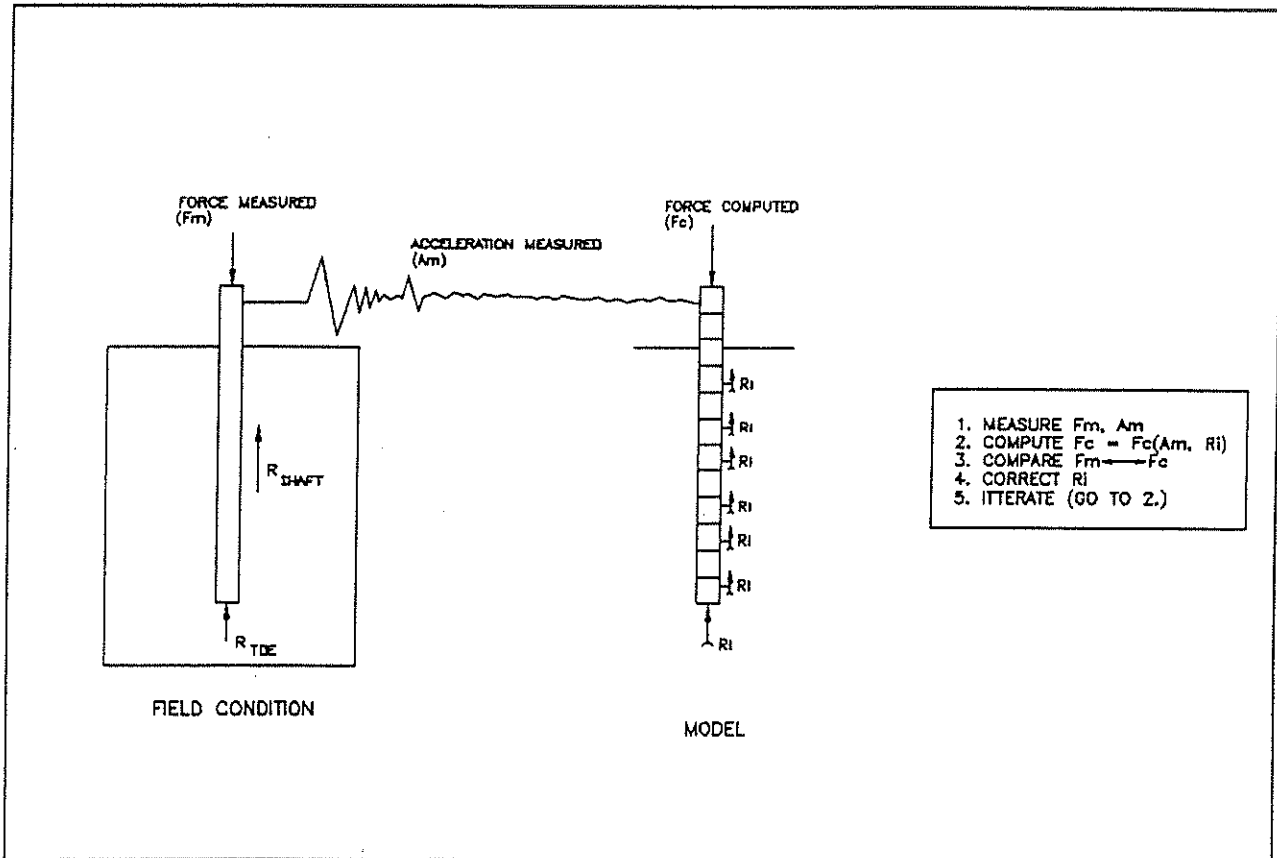 FORCE MEASURED
(Fm)
ACCELERATION MEASURED
(Am)
FORCE COMPUTED
(Fc)
R SHAFT
R TOE
FIELD CONDITION
Ri
Ri
Ri
Ri
Ri
Ri
Ri
MODEL
1. MEASURE Fm, Am
2. COMPUTE Fc = Fc(Am, Ri)
3. COMPARE Fm⟷Fc
4. CORRECT Ri
5. ITTERATE (GO TO 2.)